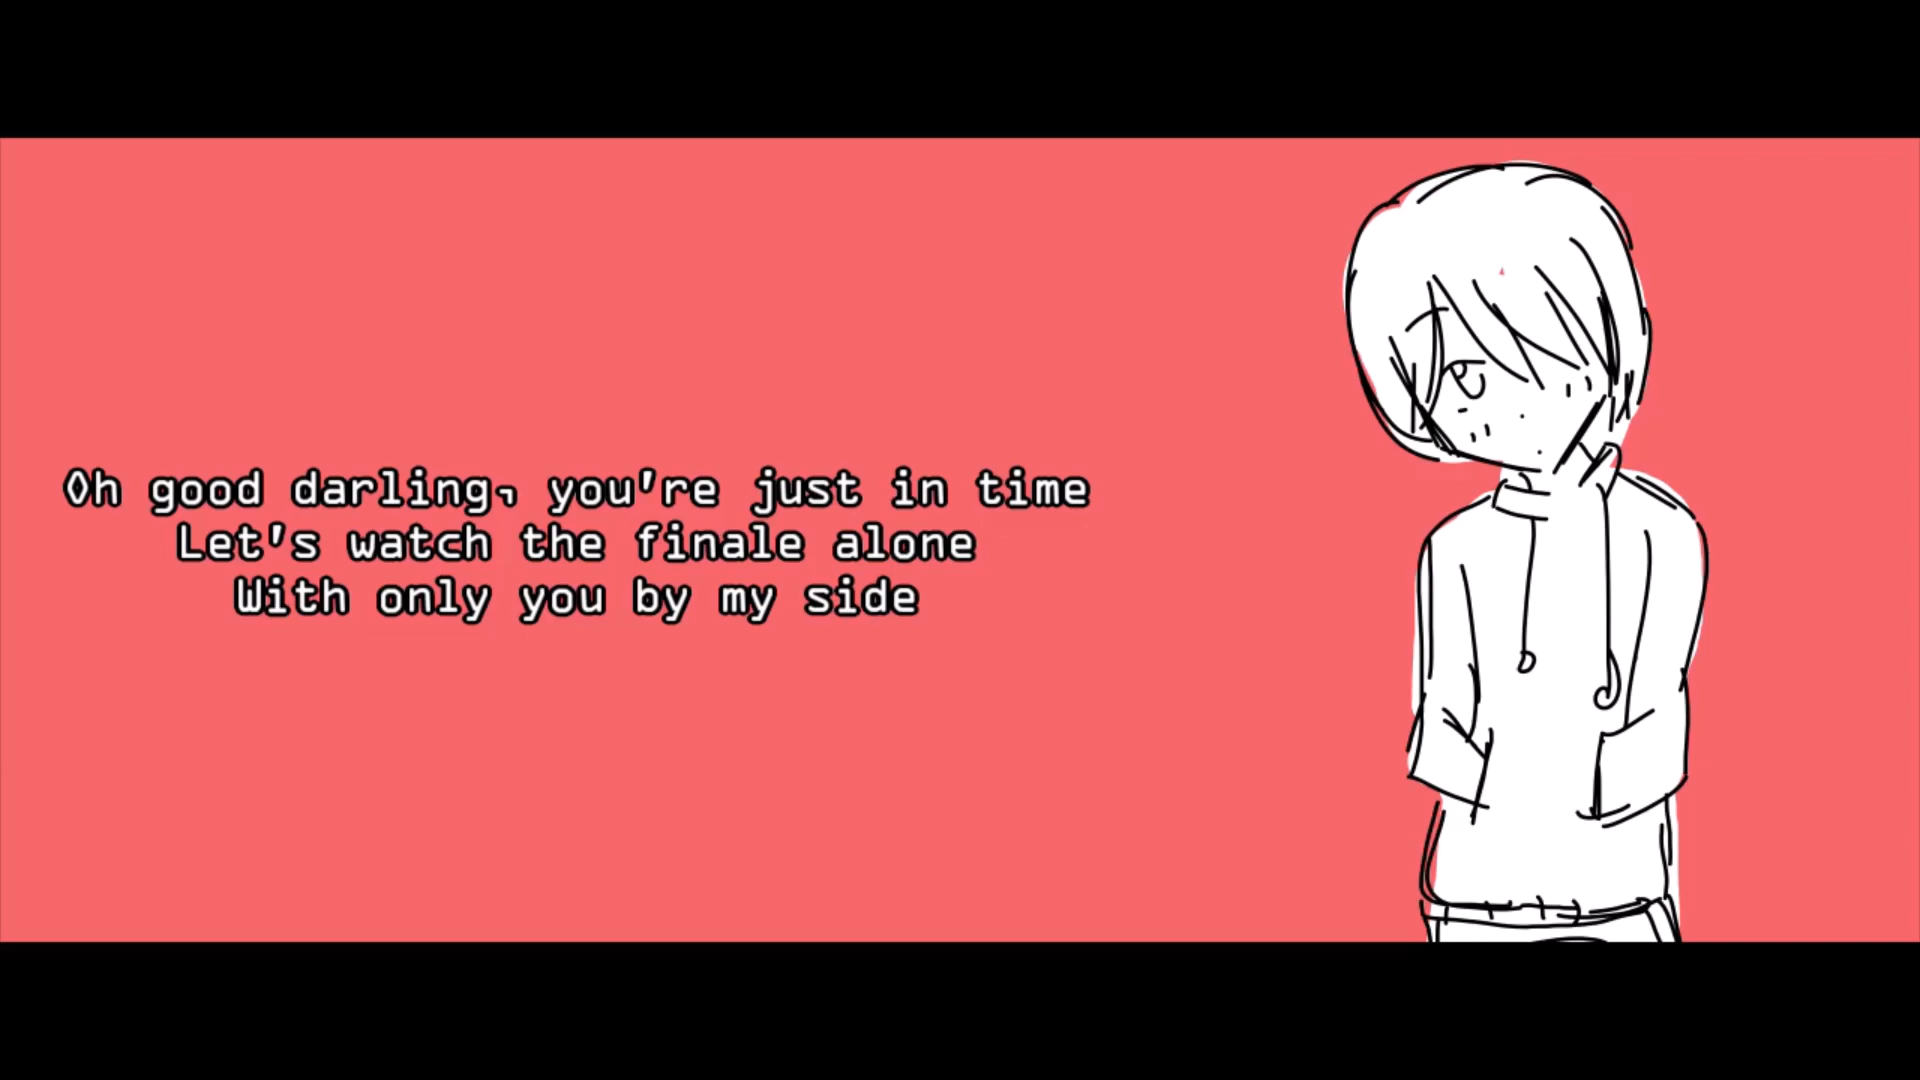 Oh good darling, you're just in time
Let's watch the finale alone
With only you by my side